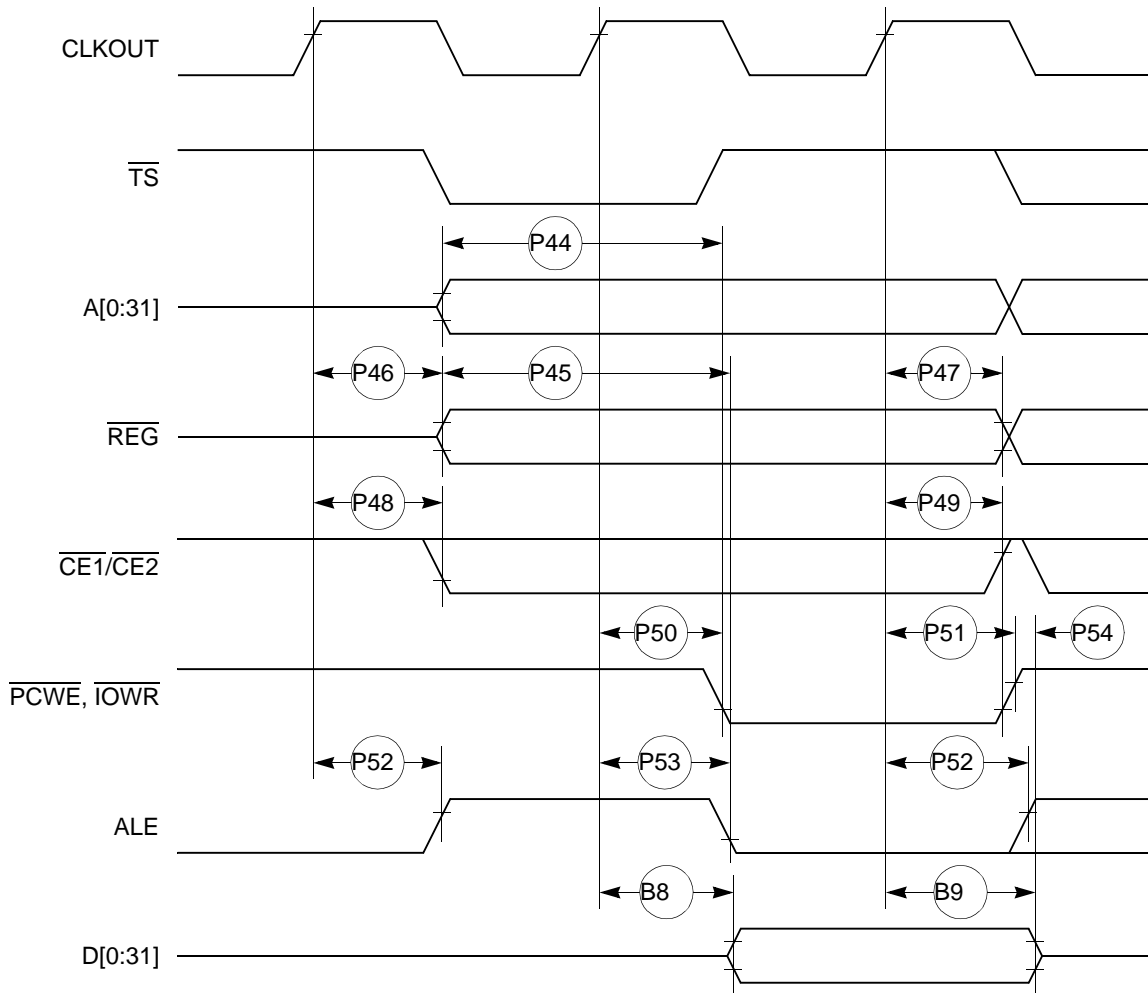 CLKOUT
TS
P44
A[0:31]
P46 P45 P47
REG
P48 P49
CE1/CE2
P50 P51 P54
PCWE, IOWR
P52 P53 P52
ALE
B8 B9
D[0:31]